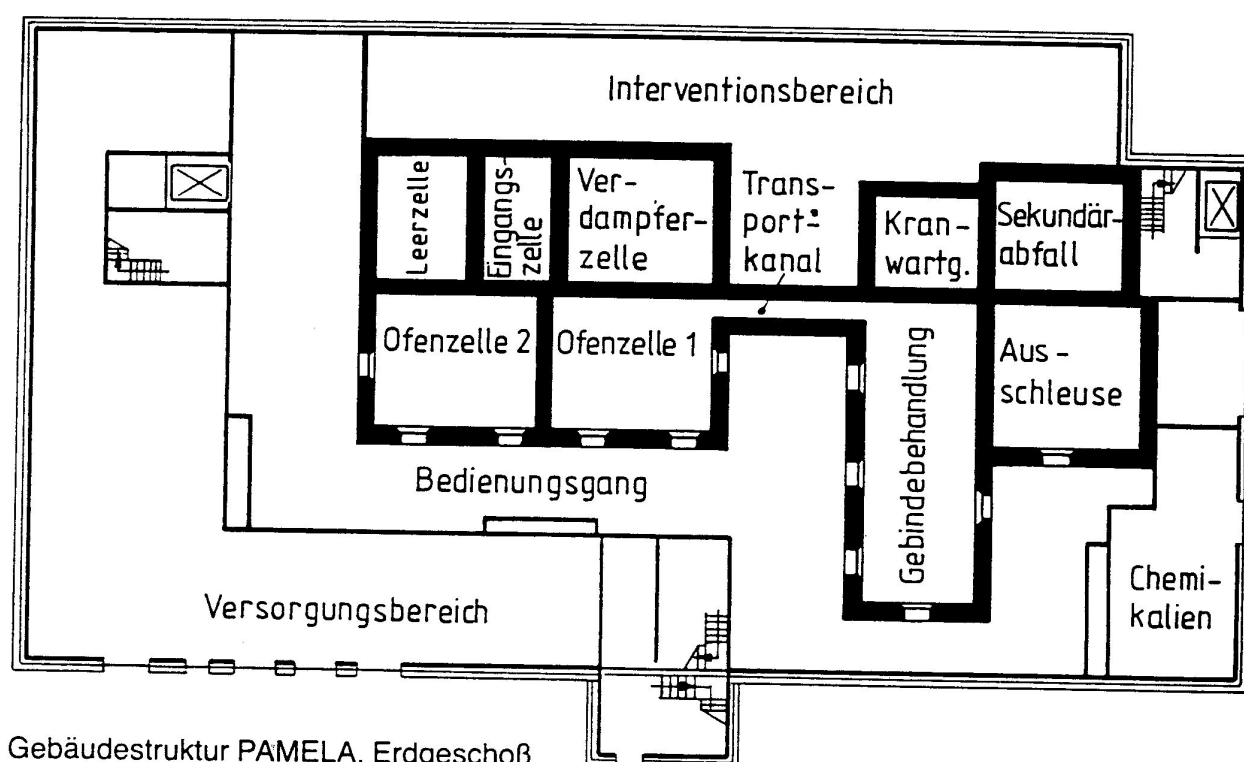 Interventionsbereich
Leerzelle
Eingangs-
zelle
Ver-
dampfer-
zelle
Trans-
port-
kanal
Kran-
wartg.
Sekundär-
abfall
Ofenzelle 2
Ofenzelle 1
Gebindebehandlung
Aus-
schleuse
Bedienungsgang
Versorgungsbereich
Chemi-
kalien
Gebäudestruktur PAMELA, Erdgeschoß